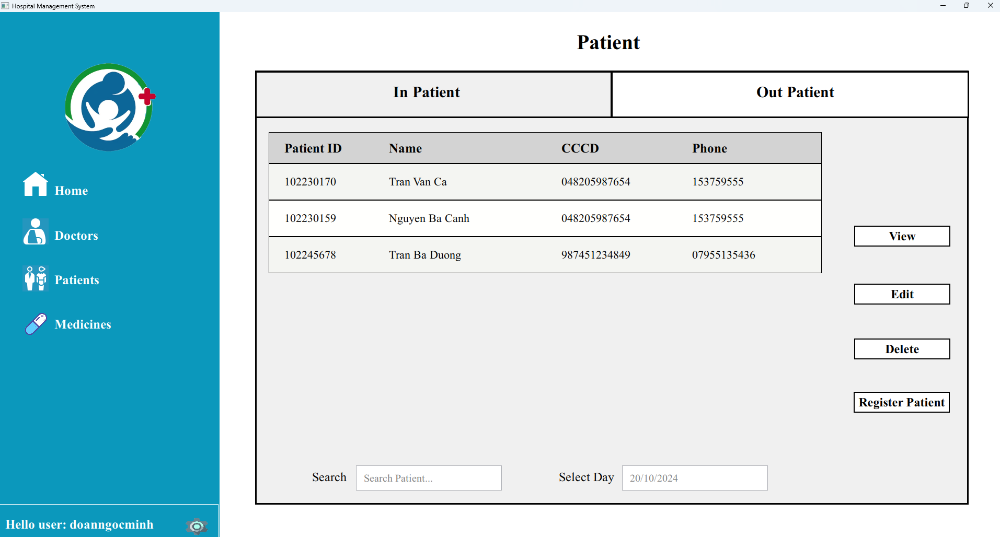 Hospital Management System
Patient
In Patient
Out Patient
Patient ID Name CCCD Phone
102230170 Tran Van Ca 048205987654 153759555
102230159 Nguyen Ba Canh 048205987654 153759555
102245678 Tran Ba Duong 987451234849 07955135436
Home
Doctors
Patients
Medicines
View
Edit
Delete
Register Patient
Search Search Patient... Select Day 20/10/2024
Hello user: doanngocminh